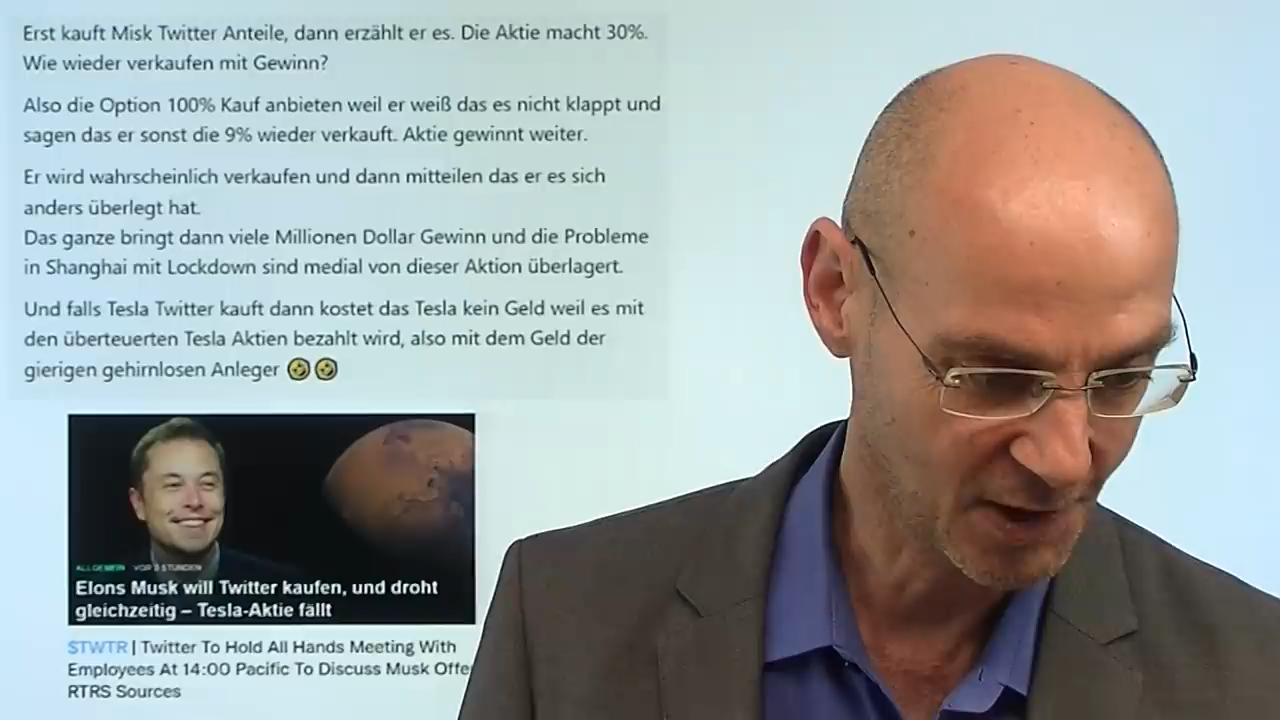 Erst kauft Misk Twitter Anteile, dann erzählt er es. Die Aktie macht 30%.
Wie wieder verkaufen mit Gewinn?
Also die Option 100% Kauf anbieten weil er weiß das es nicht klappt und
sagen das er sonst die 9% wieder verkauft. Aktie gewinnt weiter.
Er wird wahrscheinlich verkaufen und dann mitteilen das er es sich
anders überlegt hat.
Das ganze bringt dann viele Millionen Dollar Gewinn und die Probleme
in Shanghai mit Lockdown sind medial von dieser Aktion überlagert.
Und falls Tesla Twitter kauft dann kostet das Tesla kein Geld weil es mit
den überteuerten Tesla Aktien bezahlt wird, also mit dem Geld der
gierigen gehirnlosen Anleger 🤣🤣
ALLGEMEIN VOR 3 STUNDEN
Elons Musk will Twitter kaufen, und droht
gleichzeitig – Tesla-Aktie fällt
$TWTR | Twitter To Hold All Hands Meeting With
Employees At 14:00 Pacific To Discuss Musk Offe
RTRS Sources